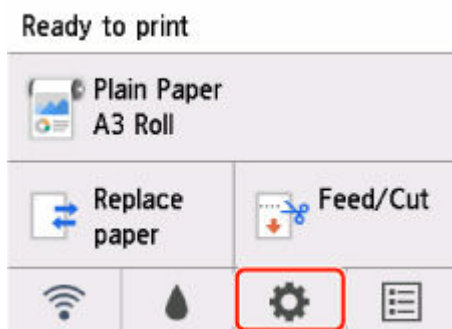 Ready to print
Plain Paper
A3 Roll
Replace
paper
Feed/Cut